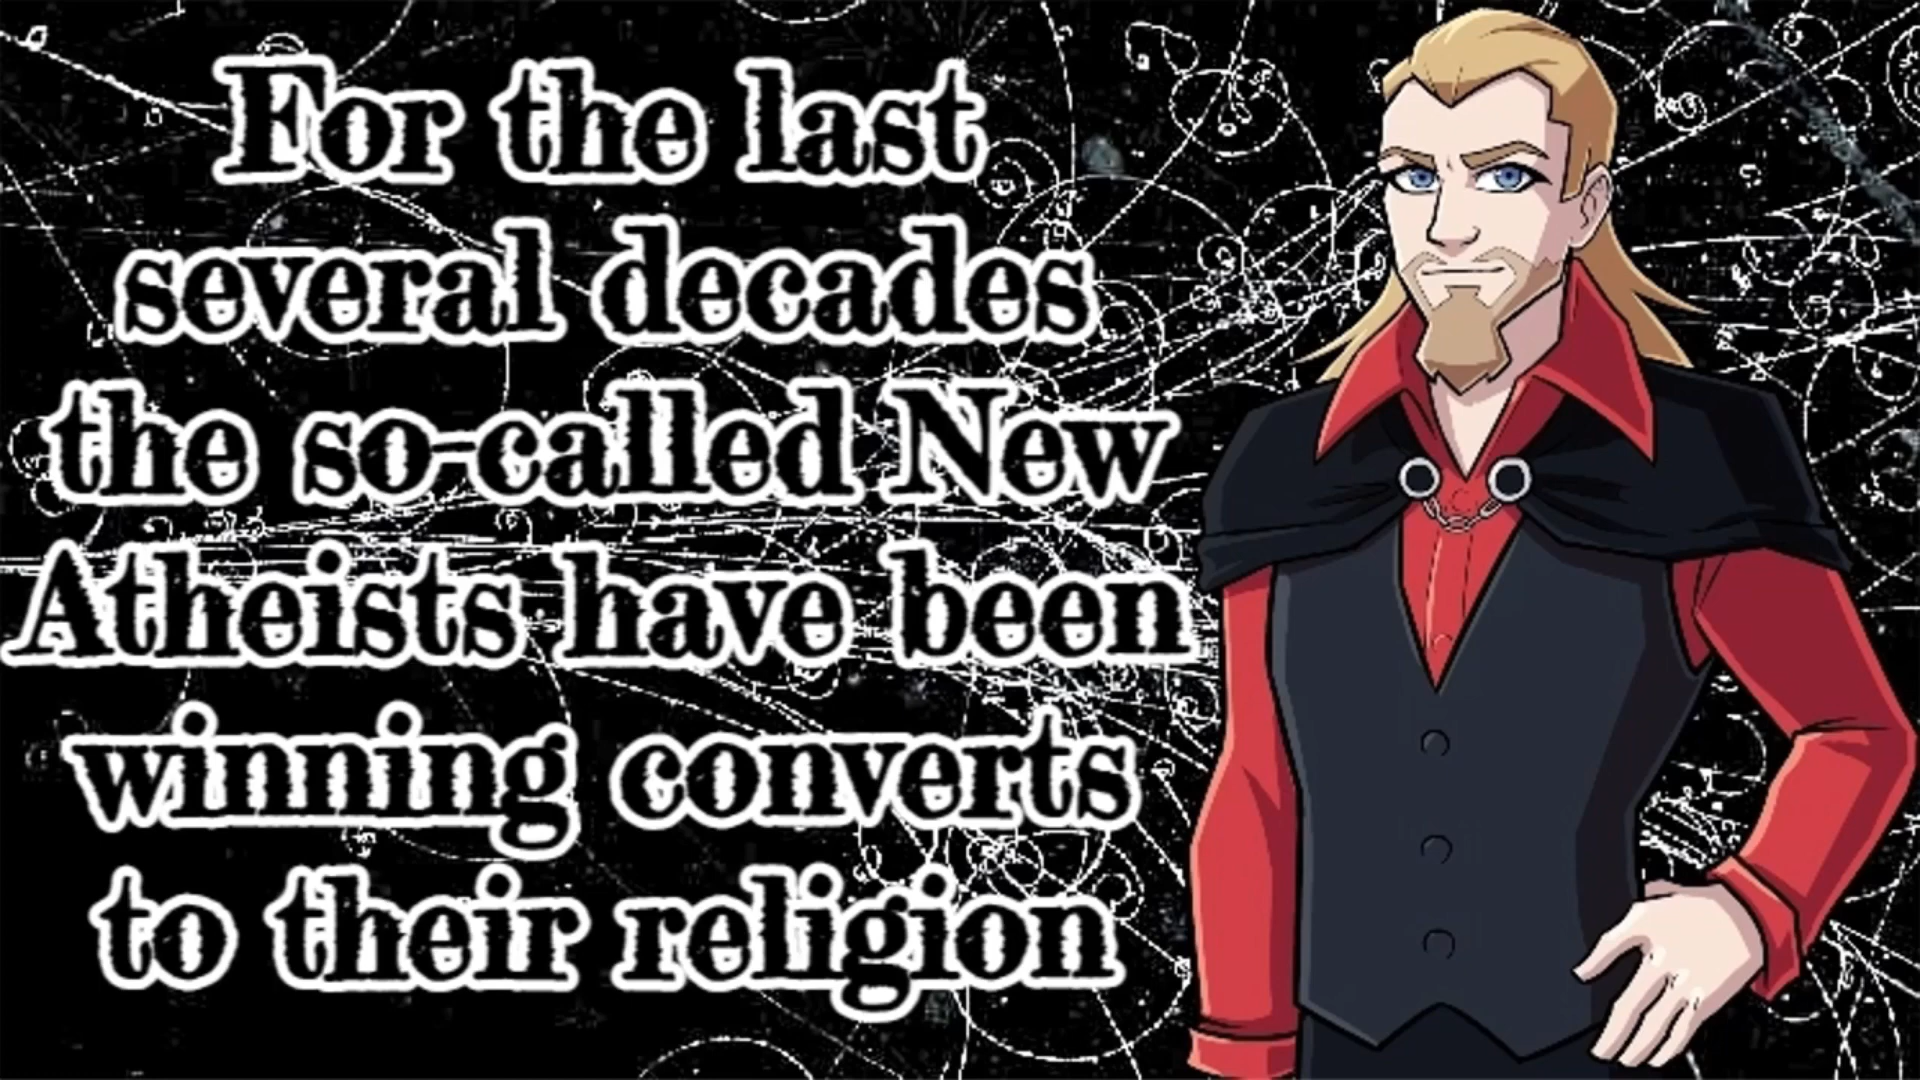 For the last
several decades
the so-called New
Atheists have been
winning converts
to their religion